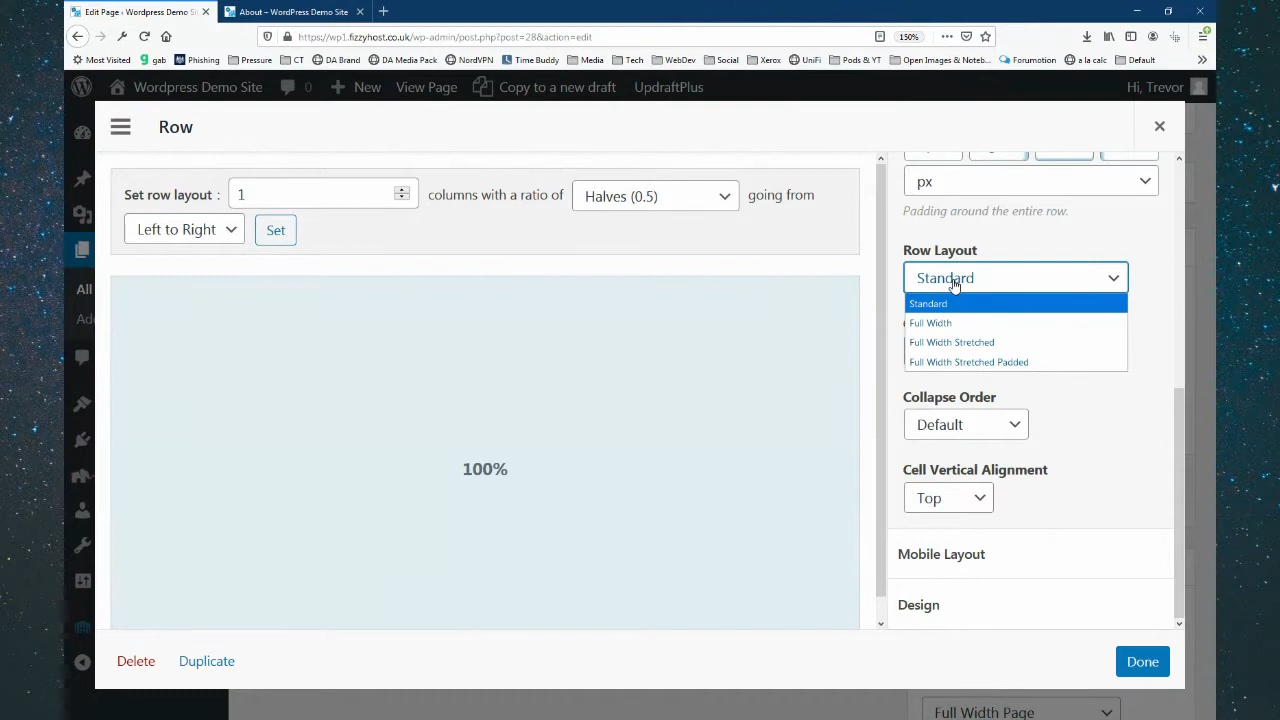 Edit Page ‹ WordPress Demo Si
About – WordPress Demo Site
https://wp1.fizzyhost.co.uk/wp-admin/post.php?post=28&action=edit
150%
Most Visited
gab
Phishing
Pressure
CT
DA Brand
DA Media Pack
NordVPN
Time Buddy
Media
Tech
WebDev
Social
Xerox
UniFi
Pods & YT
Open Images & Noteb...
Forumotion
a la calc
Default
Wordpress Demo Site
0
New
View Page
Copy to a new draft
UpdraftPlus
Hi, Trevor
Row
Set row layout :
1
columns with a ratio of
Halves (0.5)
going from
Left to Right
Set
100%
px
Padding around the entire row.
Row Layout
Standard
Standard
Full Width
Full Width Stretched
Full Width Stretched Padded
Collapse Order
Default
Cell Vertical Alignment
Top
Mobile Layout
Design
All
Delete
Duplicate
Done
Full Width Page